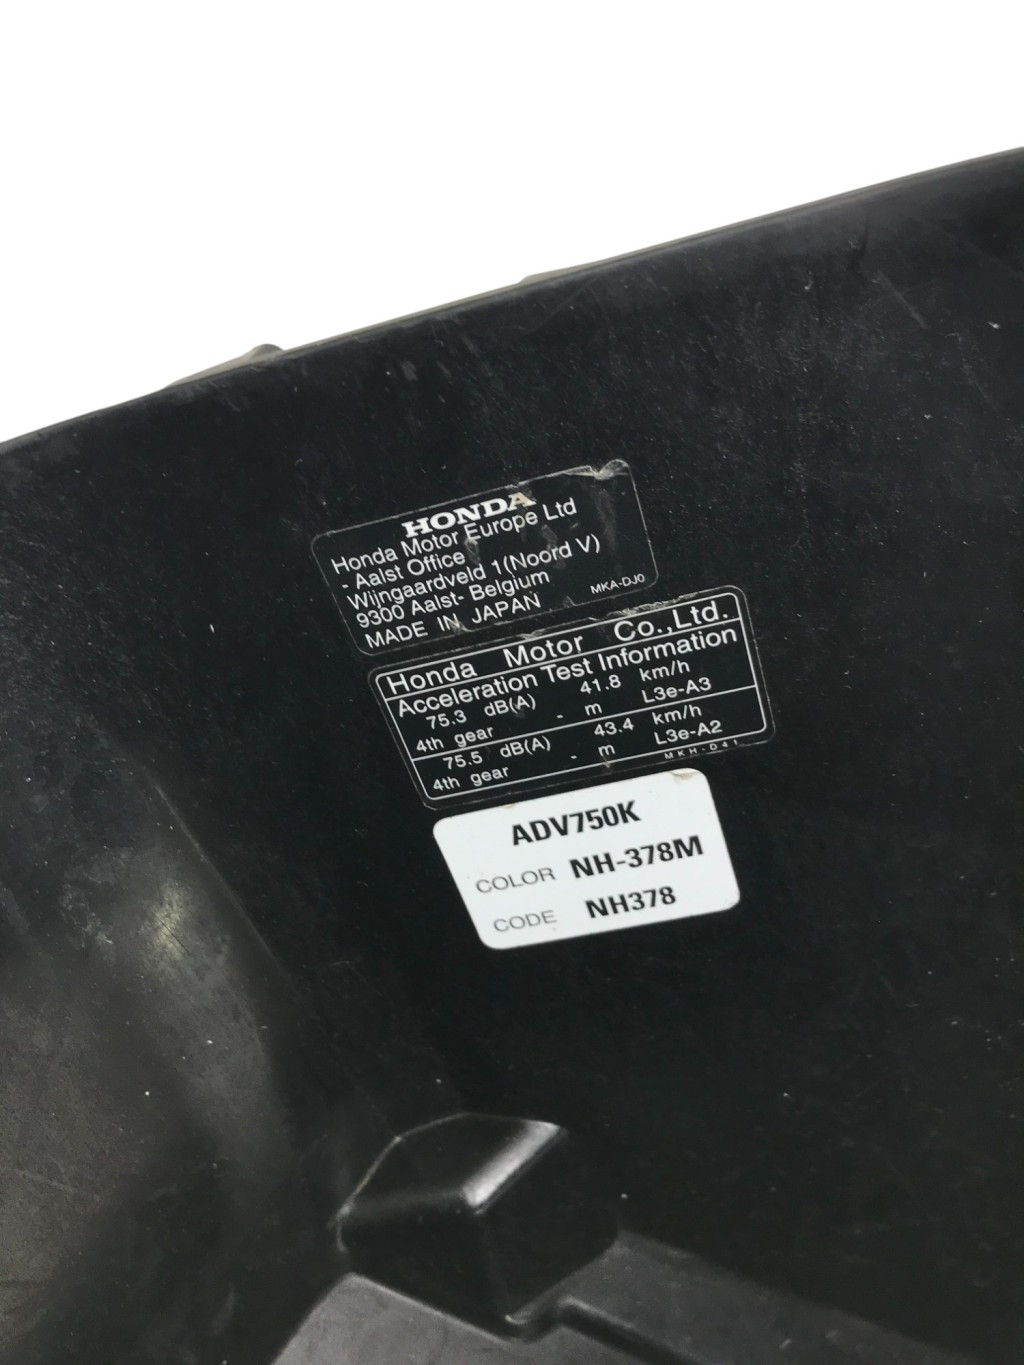 HONDA
Honda Motor Europe Ltd
- Aalst Office
Wijngaardveld 1(Noord V)
9300 Aalst- Belgium
MADE IN JAPAN MKA-DJ0
Honda Motor Co.,Ltd.
Acceleration Test Information
75.3 dB(A) 41.8 km/h
4th gear - m L3e-A3
75.5 dB(A) 43.4 km/h
4th gear - m L3e-A2
MKH-D41
ADV750K
COLOR NH-378M
CODE NH378